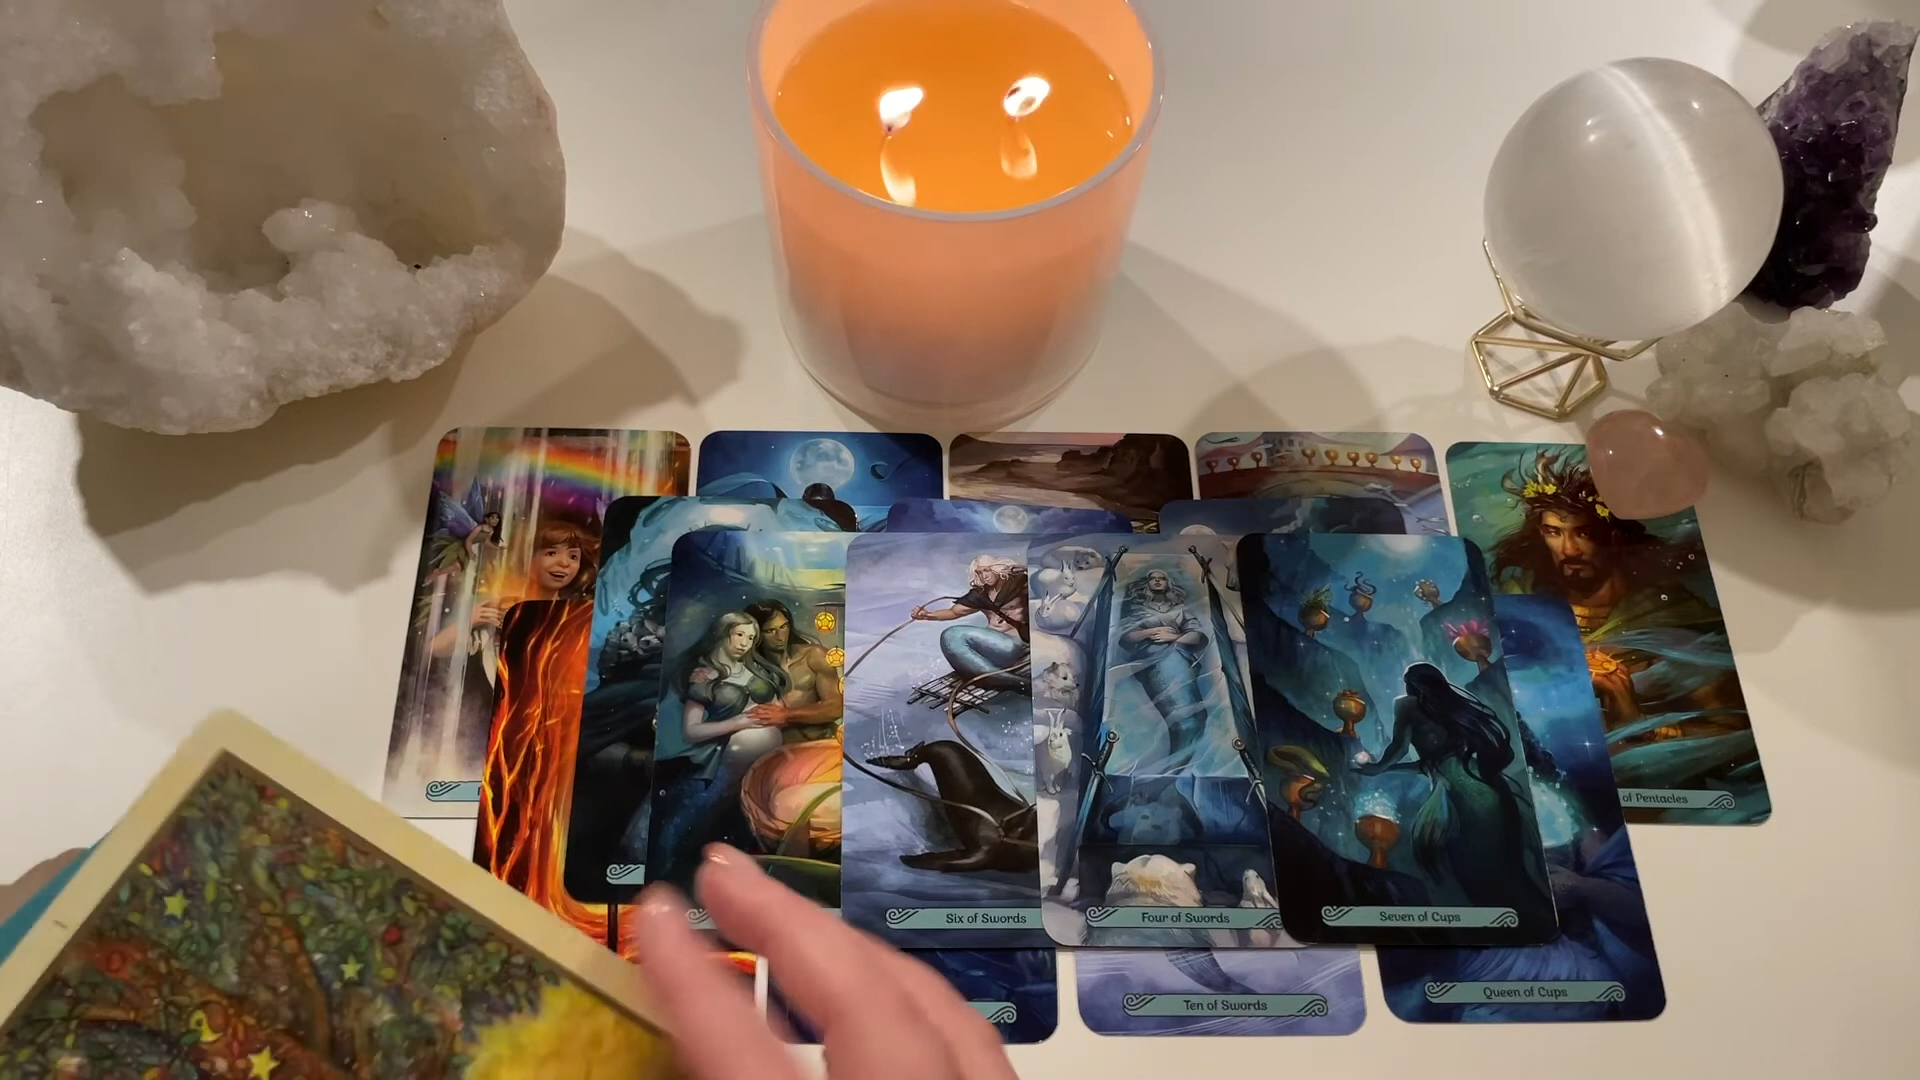 of Pentacles
Six of Swords
Four of Swords
Seven of Cups
Queen of Cups
Ten of Swords